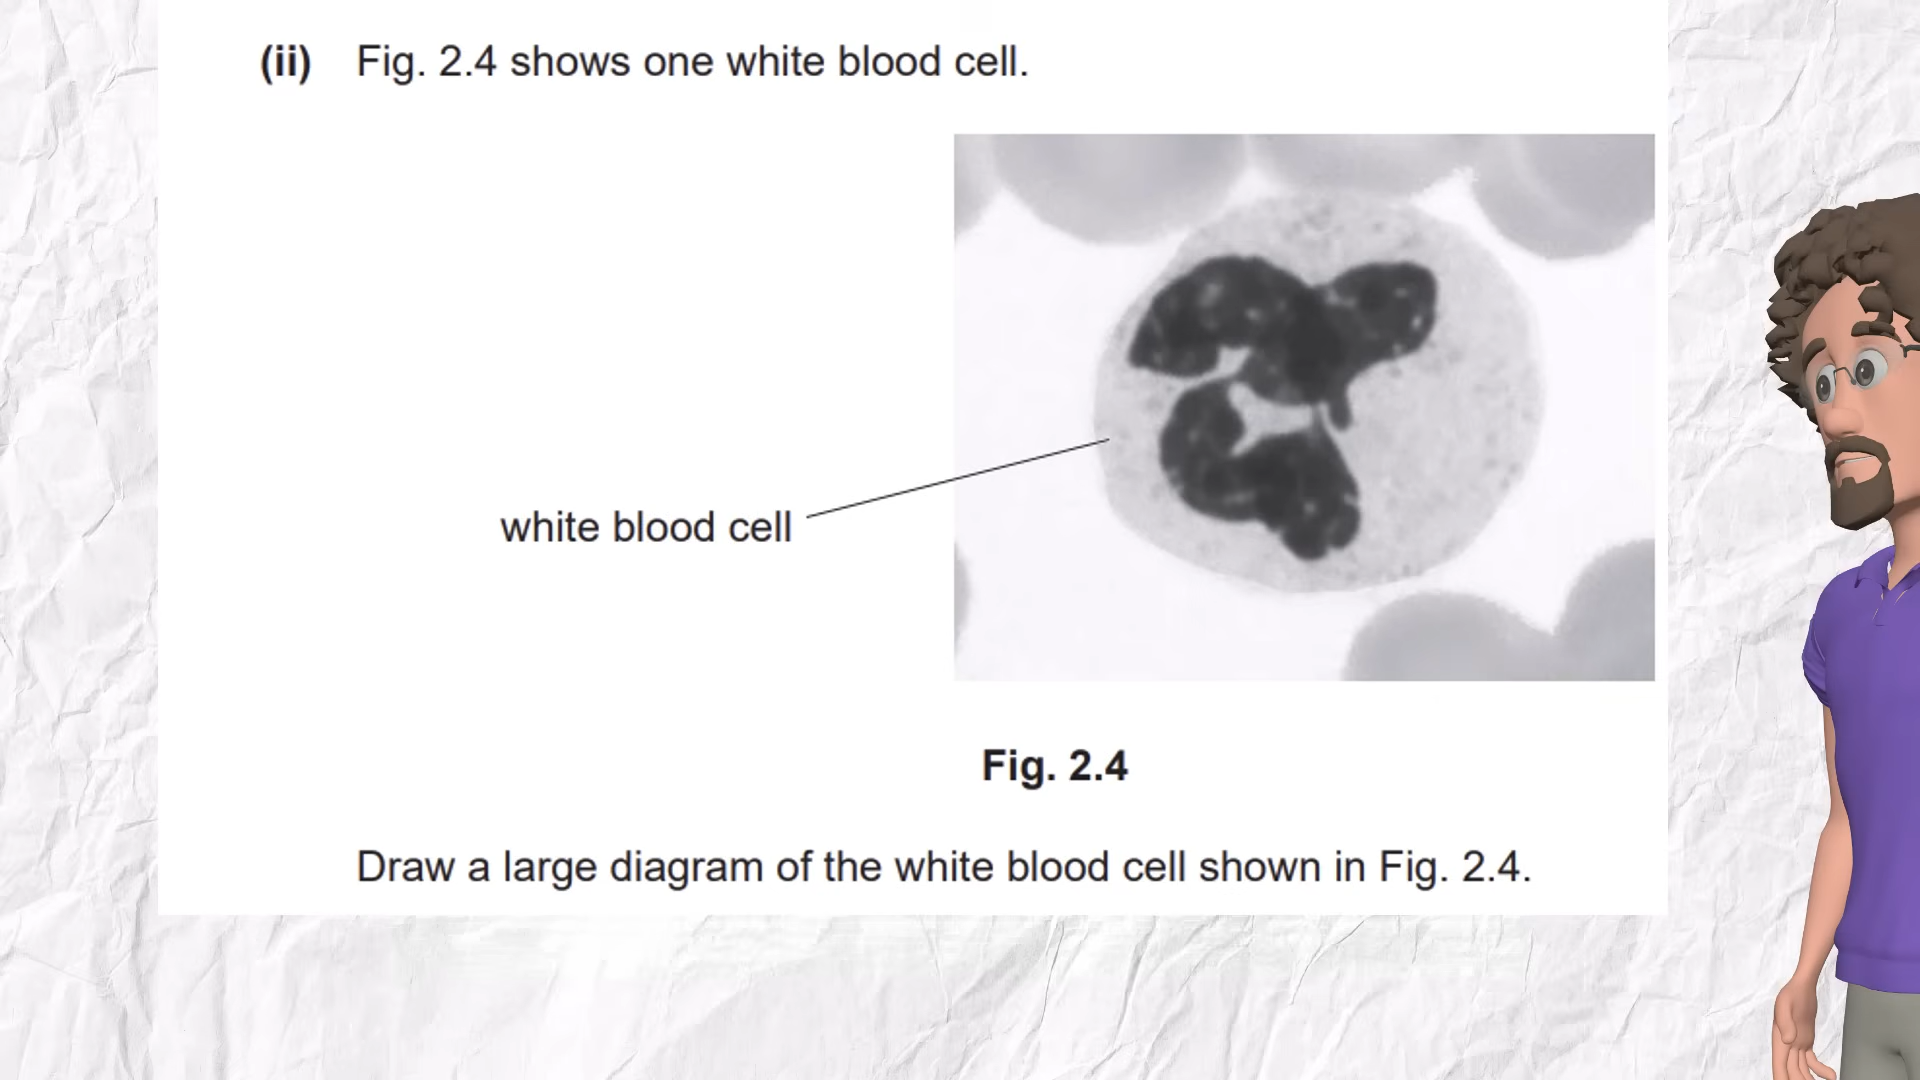 (ii) Fig. 2.4 shows one white blood cell.
white blood cell
Fig. 2.4
Draw a large diagram of the white blood cell shown in Fig. 2.4.